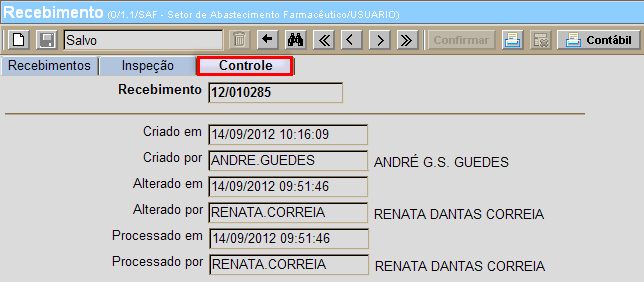 Recebimento (0/1.1/SAF - Setor de Abastecimento Farmacêutico/USUARIO)
Salvo Confirmar Contábil
Recebimentos Inspeção Controle
Recebimento 12/010285
Criado em 14/09/2012 10:16:09
Criado por ANDRE.GUEDES ANDRÉ G.S. GUEDES
Alterado em 14/09/2012 09:51:46
Alterado por RENATA.CORREIA RENATA DANTAS CORREIA
Processado em 14/09/2012 09:51:46
Processado por RENATA.CORREIA RENATA DANTAS CORREIA